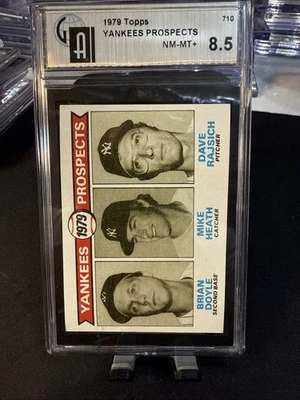 1979 Topps 710
YANKEES PROSPECTS
NM-MT+ 8.5
GA
YANKEES 1979 PROSPECTS
BRIAN
DOYLE
SECOND BASE
MIKE
HEATH
CATCHER
DAVE
RAJSICH
PITCHER